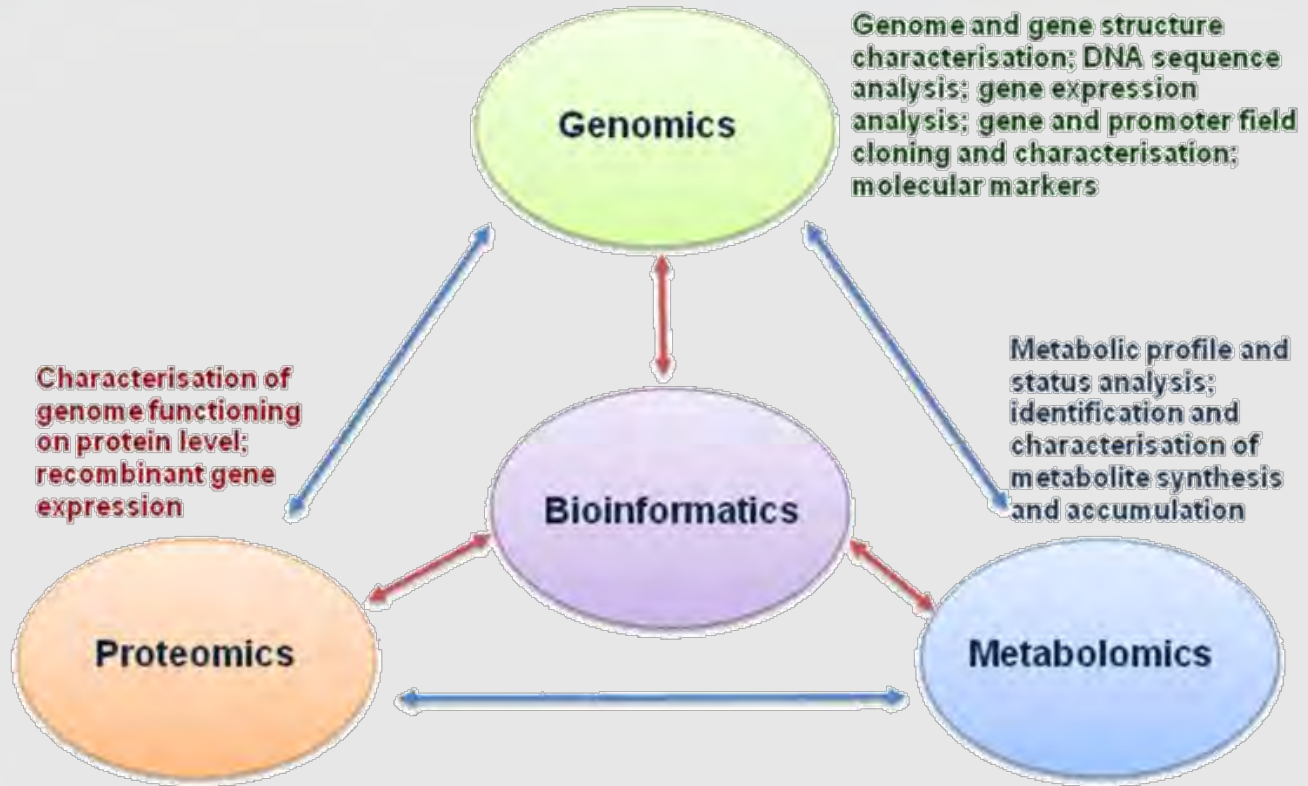 Genomics
Genome and gene structure
characterisation; DNA sequence
analysis; gene expression
analysis; gene and promoter field
cloning and characterisation;
molecular markers
Characterisation of
genome functioning
on protein level;
recombinant gene
expression
Metabolic profile and
status analysis;
identification and
characterisation of
metabolite synthesis
and accumulation
Bioinformatics
Proteomics
Metabolomics